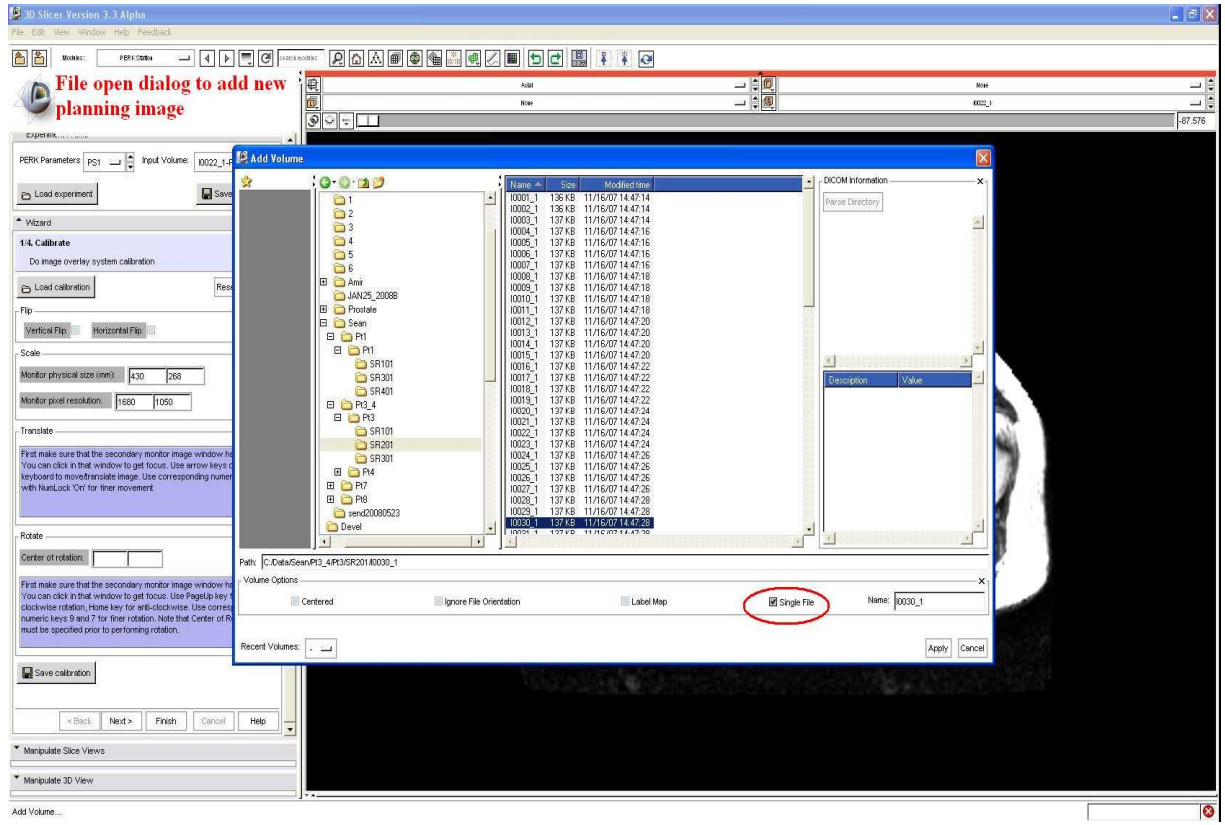 3D Slicer Version 3.3 Alpha
File Edit View Window Help Feedback
Modules: PERK Station
File open dialog to add new
planning image
Axial None
None I0022_1
-87.576
PERK Parameters PS1 Input Volume:
Load experiment Save
Wizard
1/4. Calibrate
Do image overlay system calibration
Load calibration
Flip
Vertical Flip: Horizontal Flip:
Scale
Monitor physical size (mm): 430 268
Monitor pixel resolution: 1680 1050
Translate
First make sure that the secondary monitor image window
You can click in that window to get focus. Use arrow keys
keyboard to move/translate image. Use corresponding
with NumLock 'On' for finer movement
Rotate
Center of rotation:
First make sure that the secondary monitor image window
You can click in that window to get focus. Use PageUp key
clockwise rotation, Home key for anti-clockwise. Use
numeric keys 9 and 7 for finer rotation. Note that Center of
must be specified prior to performing rotation.
Save calibration
< Back Next > Finish Cancel Help
Manipulate Slice Views
Manipulate 3D View
Add Volume...
Add Volume
1
2
3
4
5
6
Amir
JAN25_2008B
Prostate
Sean
Pt1
Pt1
SR101
SR301
SR401
Pt3_4
Pt3
SR101
SR201
SR301
Pt4
Pt7
Pt8
send20080523
Devel
Name Size Modified time
I0001_1 136 KB 11/16/07 14:47:14
I0002_1 136 KB 11/16/07 14:47:14
I0003_1 137 KB 11/16/07 14:47:14
I0004_1 137 KB 11/16/07 14:47:16
I0005_1 137 KB 11/16/07 14:47:16
I0006_1 137 KB 11/16/07 14:47:16
I0007_1 137 KB 11/16/07 14:47:16
I0008_1 137 KB 11/16/07 14:47:18
I0009_1 137 KB 11/16/07 14:47:18
I0010_1 137 KB 11/16/07 14:47:18
I0011_1 137 KB 11/16/07 14:47:18
I0012_1 137 KB 11/16/07 14:47:20
I0013_1 137 KB 11/16/07 14:47:20
I0014_1 137 KB 11/16/07 14:47:20
I0015_1 137 KB 11/16/07 14:47:20
I0016_1 137 KB 11/16/07 14:47:22
I0017_1 137 KB 11/16/07 14:47:22
I0018_1 137 KB 11/16/07 14:47:22
I0019_1 137 KB 11/16/07 14:47:22
I0020_1 137 KB 11/16/07 14:47:24
I0021_1 137 KB 11/16/07 14:47:24
I0022_1 137 KB 11/16/07 14:47:24
I0023_1 137 KB 11/16/07 14:47:24
I0024_1 137 KB 11/16/07 14:47:26
I0025_1 137 KB 11/16/07 14:47:26
I0026_1 137 KB 11/16/07 14:47:26
I0027_1 137 KB 11/16/07 14:47:26
I0028_1 137 KB 11/16/07 14:47:28
I0029_1 137 KB 11/16/07 14:47:28
I0030_1 137 KB 11/16/07 14:47:28
I0031_1 137 KB 11/16/07 14:47:28
DICOM Information
Parse Directory
Description Value
Path: C:/Data/Sean/Pt3_4/Pt3/SR201/I0030_1
Volume Options
Centered Ignore File Orientation Label Map Single File Name: I0030_1
Recent Volumes: Apply Cancel